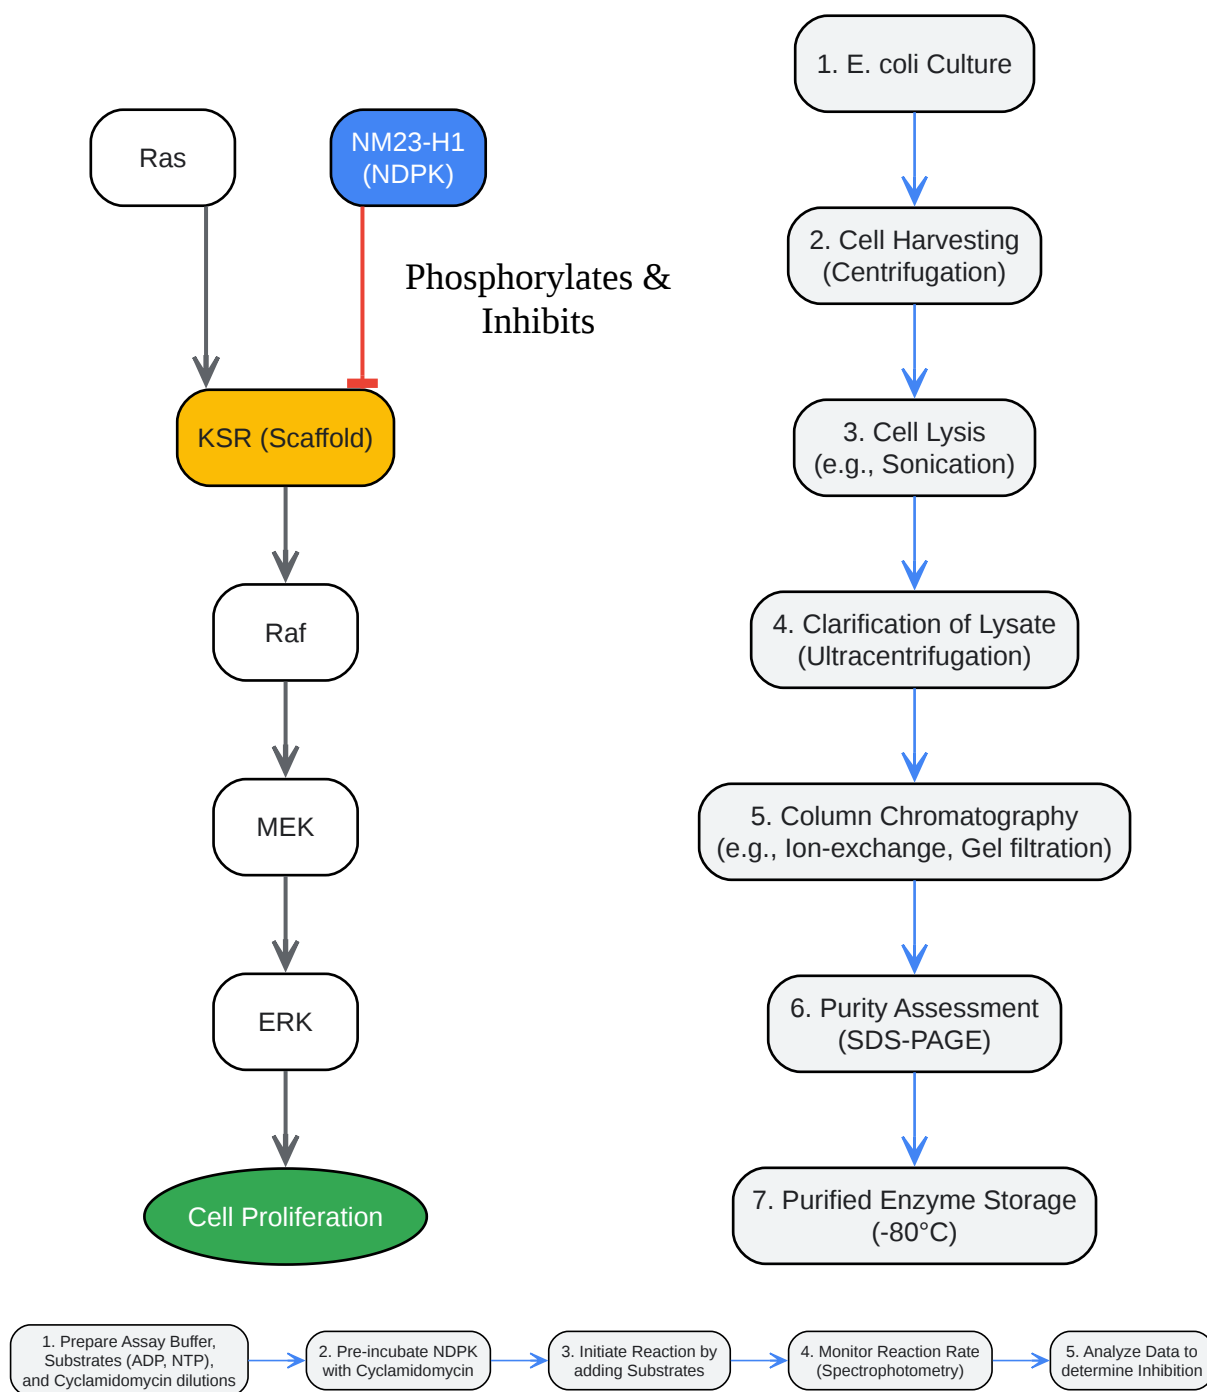 Ras
NM23-H1
(NDPK)
Phosphorylates &
Inhibits
KSR (Scaffold)
Raf
MEK
ERK
Cell Proliferation
1. E. coli Culture
2. Cell Harvesting
(Centrifugation)
3. Cell Lysis
(e.g., Sonication)
4. Clarification of Lysate
(Ultracentrifugation)
5. Column Chromatography
(e.g., Ion-exchange, Gel filtration)
6. Purity Assessment
(SDS-PAGE)
7. Purified Enzyme Storage
(-80°C)
1. Prepare Assay Buffer,
Substrates (ADP, NTP),
and Cyclamidomycin dilutions
2. Pre-incubate NDPK
with Cyclamidomycin
3. Initiate Reaction by
adding Substrates
4. Monitor Reaction Rate
(Spectrophotometry)
5. Analyze Data to
determine Inhibition